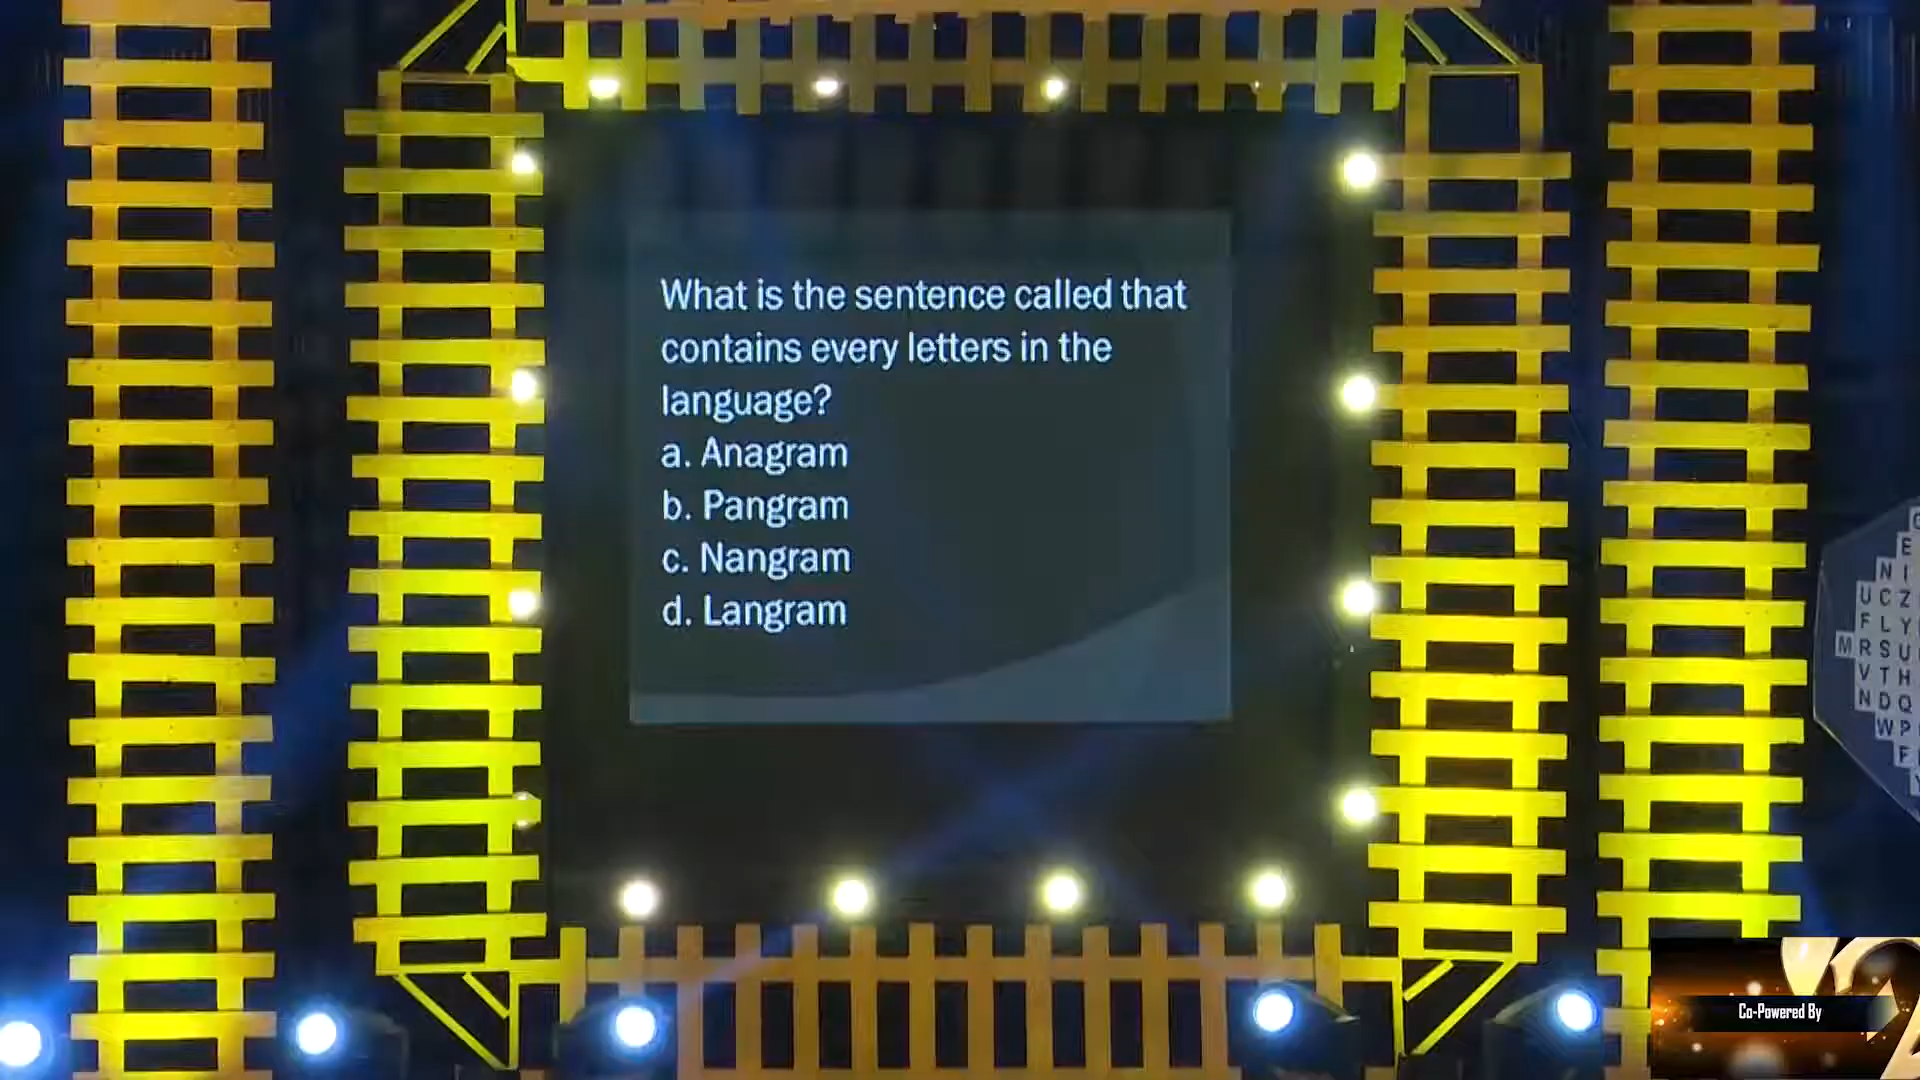 What is the sentence called that
contains every letters in the
language?
a. Anagram
b. Pangram
c. Nangram
d. Langram
E
N I
U C Z
F L Y
M R S U
V T H
N D Q
W P
F
Co-Powered By